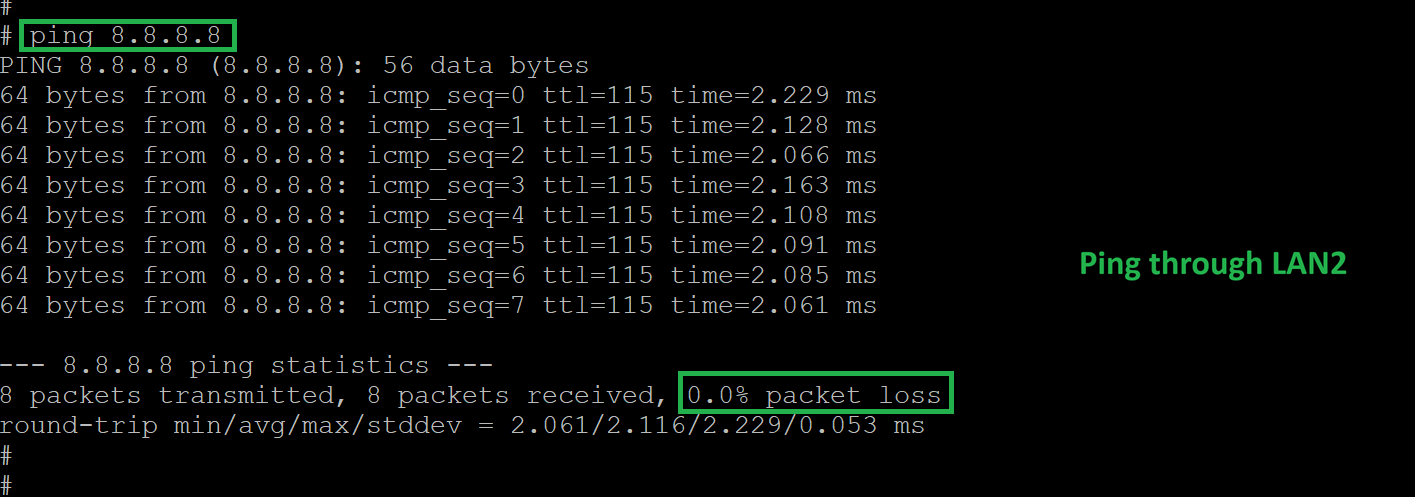 #
# ping 8.8.8.8
PING 8.8.8.8 (8.8.8.8): 56 data bytes
64 bytes from 8.8.8.8: icmp_seq=0 ttl=115 time=2.229 ms
64 bytes from 8.8.8.8: icmp_seq=1 ttl=115 time=2.128 ms
64 bytes from 8.8.8.8: icmp_seq=2 ttl=115 time=2.066 ms
64 bytes from 8.8.8.8: icmp_seq=3 ttl=115 time=2.163 ms
64 bytes from 8.8.8.8: icmp_seq=4 ttl=115 time=2.108 ms
64 bytes from 8.8.8.8: icmp_seq=5 ttl=115 time=2.091 ms
64 bytes from 8.8.8.8: icmp_seq=6 ttl=115 time=2.085 ms
64 bytes from 8.8.8.8: icmp_seq=7 ttl=115 time=2.061 ms
Ping through LAN2
--- 8.8.8.8 ping statistics ---
8 packets transmitted, 8 packets received, 0.0% packet loss
round-trip min/avg/max/stddev = 2.061/2.116/2.229/0.053 ms
#
#